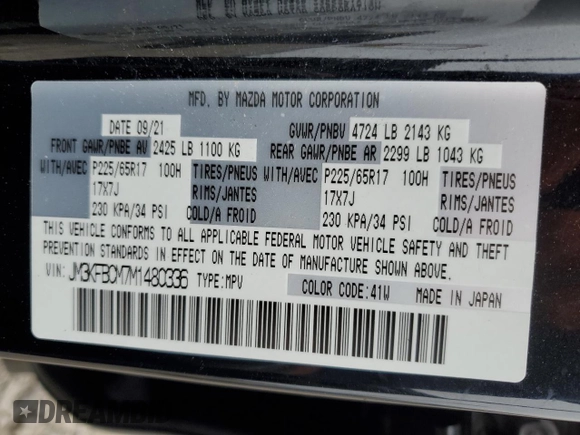 MFD. BY MAZDA MOTOR CORPORATION
DATE 09/21 GVWR/PNBV 4724 LB 2143 KG
FRONT GAWR/PNBE AV 2425 LB 1100 KG REAR GAWR/PNBE AR 2299 LB 1043 KG
WITH/AVEC P225/65R17 100H TIRES/PNEUS WITH/AVEC P225/65R17 100H TIRES/PNEUS
17X7J RIMS/JANTES 17X7J RIMS/JANTES
230 KPA/34 PSI COLD/A FROID 230 KPA/34 PSI COLD/A FROID
THIS VEHICLE CONFORMS TO ALL APPLICABLE FEDERAL MOTOR VEHICLE SAFETY AND THEFT
PREVENTION STANDARDS IN EFFECT ON THE DATE OF MANUFACTURE SHOWN ABOVE.
VIN: JM3KFBCM7M1480336 TYPE:MPV COLOR CODE:41W MADE IN JAPAN